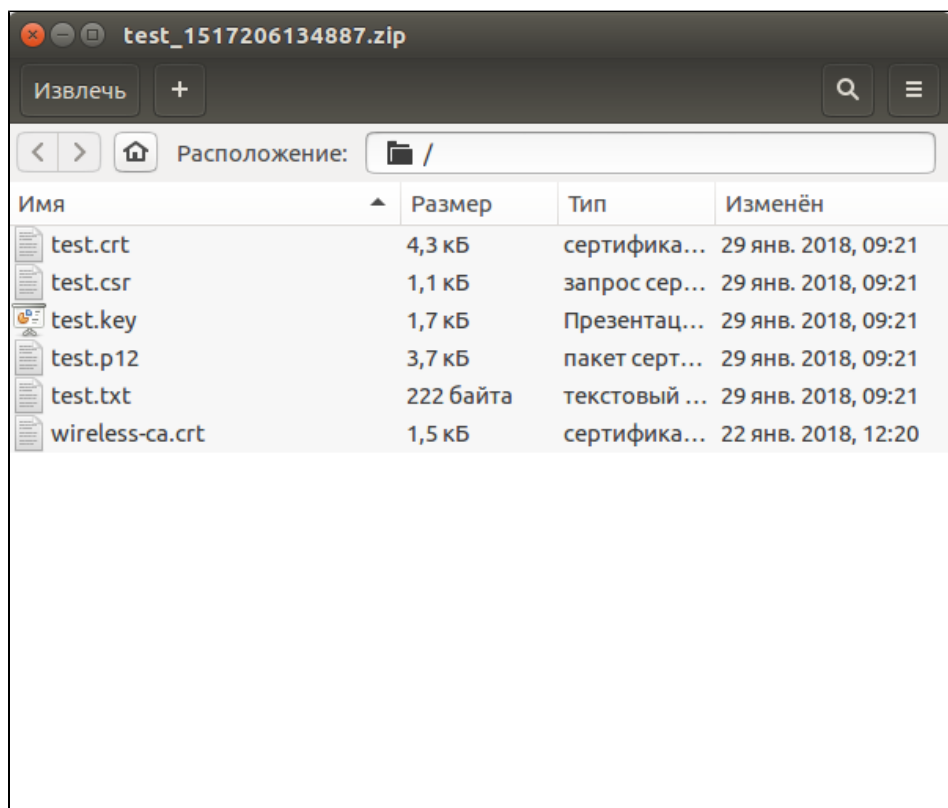 test_1517206134887.zip
Извлечь +
Расположение: /
Имя Размер Тип Изменён
test.crt 4,3 кБ сертифика... 29 янв. 2018, 09:21
test.csr 1,1 кБ запрос сер... 29 янв. 2018, 09:21
test.key 1,7 кБ Презентац... 29 янв. 2018, 09:21
test.p12 3,7 кБ пакет серт... 29 янв. 2018, 09:21
test.txt 222 байта текстовый ... 29 янв. 2018, 09:21
wireless-ca.crt 1,5 кБ сертифика... 22 янв. 2018, 12:20